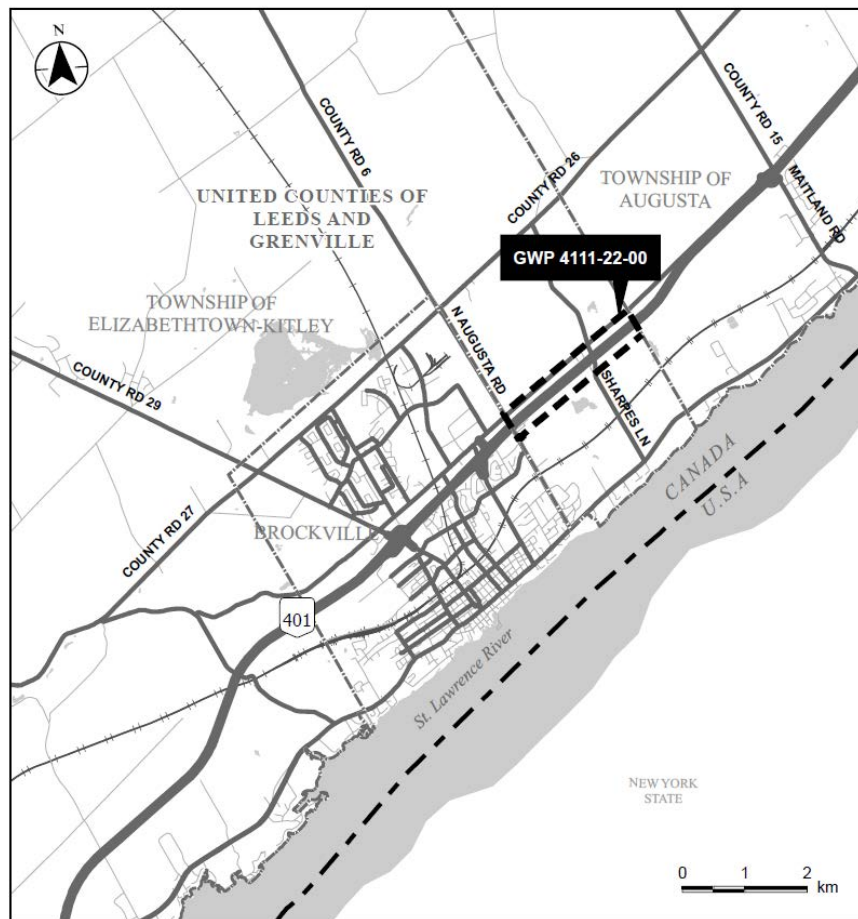 N
COUNTY RD 6
COUNTY RD 15
COUNTY RD 26
TOWNSHIP OF
AUGUSTA
MAITLAND RD
UNITED COUNTIES OF
LEEDS AND
GRENVILLE
GWP 4111-22-00
TOWNSHIP OF
ELIZABETHTOWN-KITLEY
N AUGUSTA RD
COUNTY RD 29
SHARPES LN
CANADA
U.S.A
COUNTY RD 27
BROCKVILLE
401
St. Lawrence River
NEW YORK
STATE
0 1 2
km